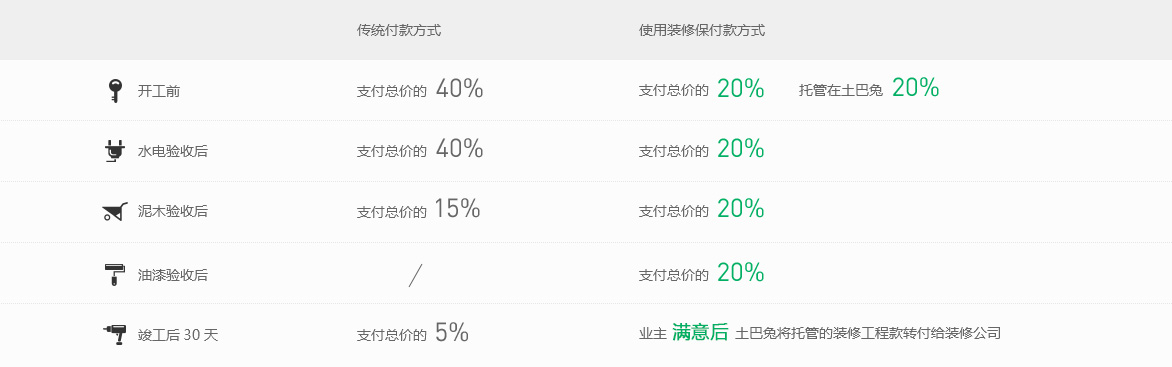 传统付款方式 使用装修保付款方式
开工前 支付总价的 40% 支付总价的 20% 托管在土巴兔 20%
水电验收后 支付总价的 40% 支付总价的 20%
泥木验收后 支付总价的 15% 支付总价的 20%
油漆验收后 / 支付总价的 20%
竣工后 30 天 支付总价的 5% 业主 满意后 土巴兔将托管的装修工程款转付给装修公司